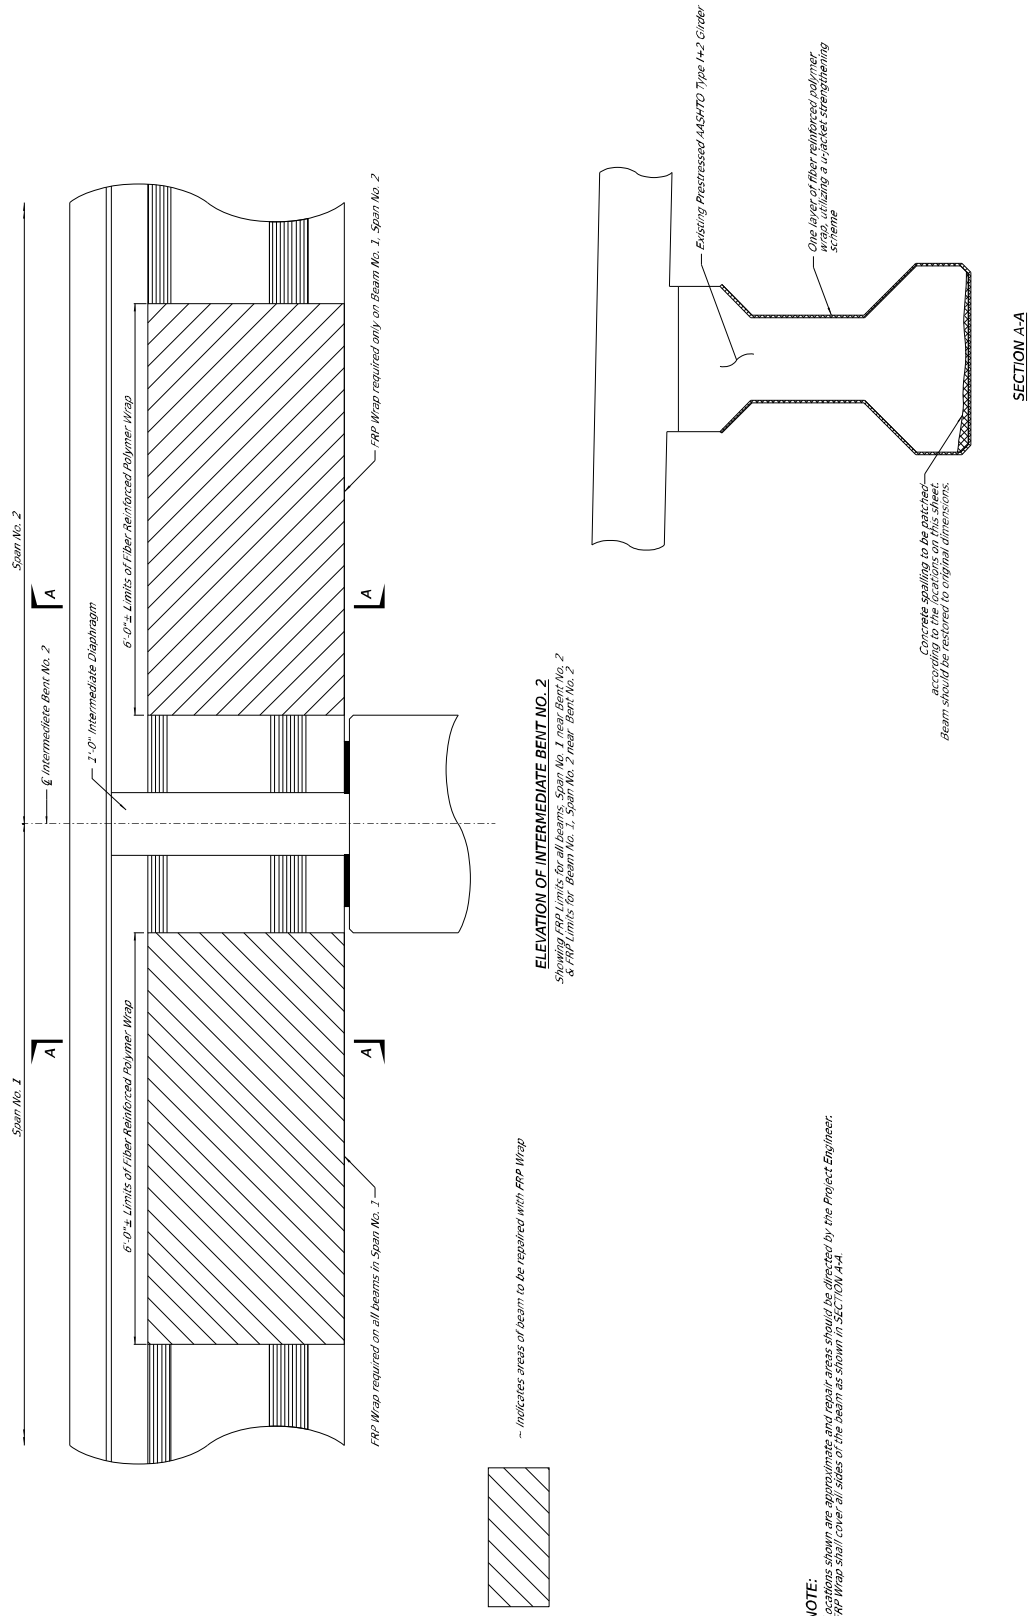 Span No. 1
Span No. 2
℄ Intermediete Bent No. 2
1'-0" Intermediate Diaphragm
A
A
6'-0"± Limits of Fiber Reinforced Polymer Wrap
6'-0"± Limits of Fiber Reinforced Polymer Wrap
A
A
FRP Wrap required on all beams in Span No. 1
FRP Wrap required only on Beam No. 1, Span No. 2
ELEVATION OF INTERMEDIATE BENT NO. 2
Showing FRP Limits for all beams, Span No. 1 near Bent No. 2
& FRP Limits for Beam No. 1, Span No. 2 near Bent No. 2
~ Indicates areas of beam to be repaired with FRP Wrap
Existing Prestressed AASHTO Type I+2 Girder
One layer of fiber reinforced polymer
wrap, utilizing a u-jacket strengthening
scheme
Concrete spalling to be patched
according to the locations on this sheet.
Beam should be restored to original dimensions.
SECTION A-A
NOTE:
ocations shown are approximate and repair areas should be directed by the Project Engineer.
FRP Wrap shall cover all sides of the beam as shown in SECTION A-A.